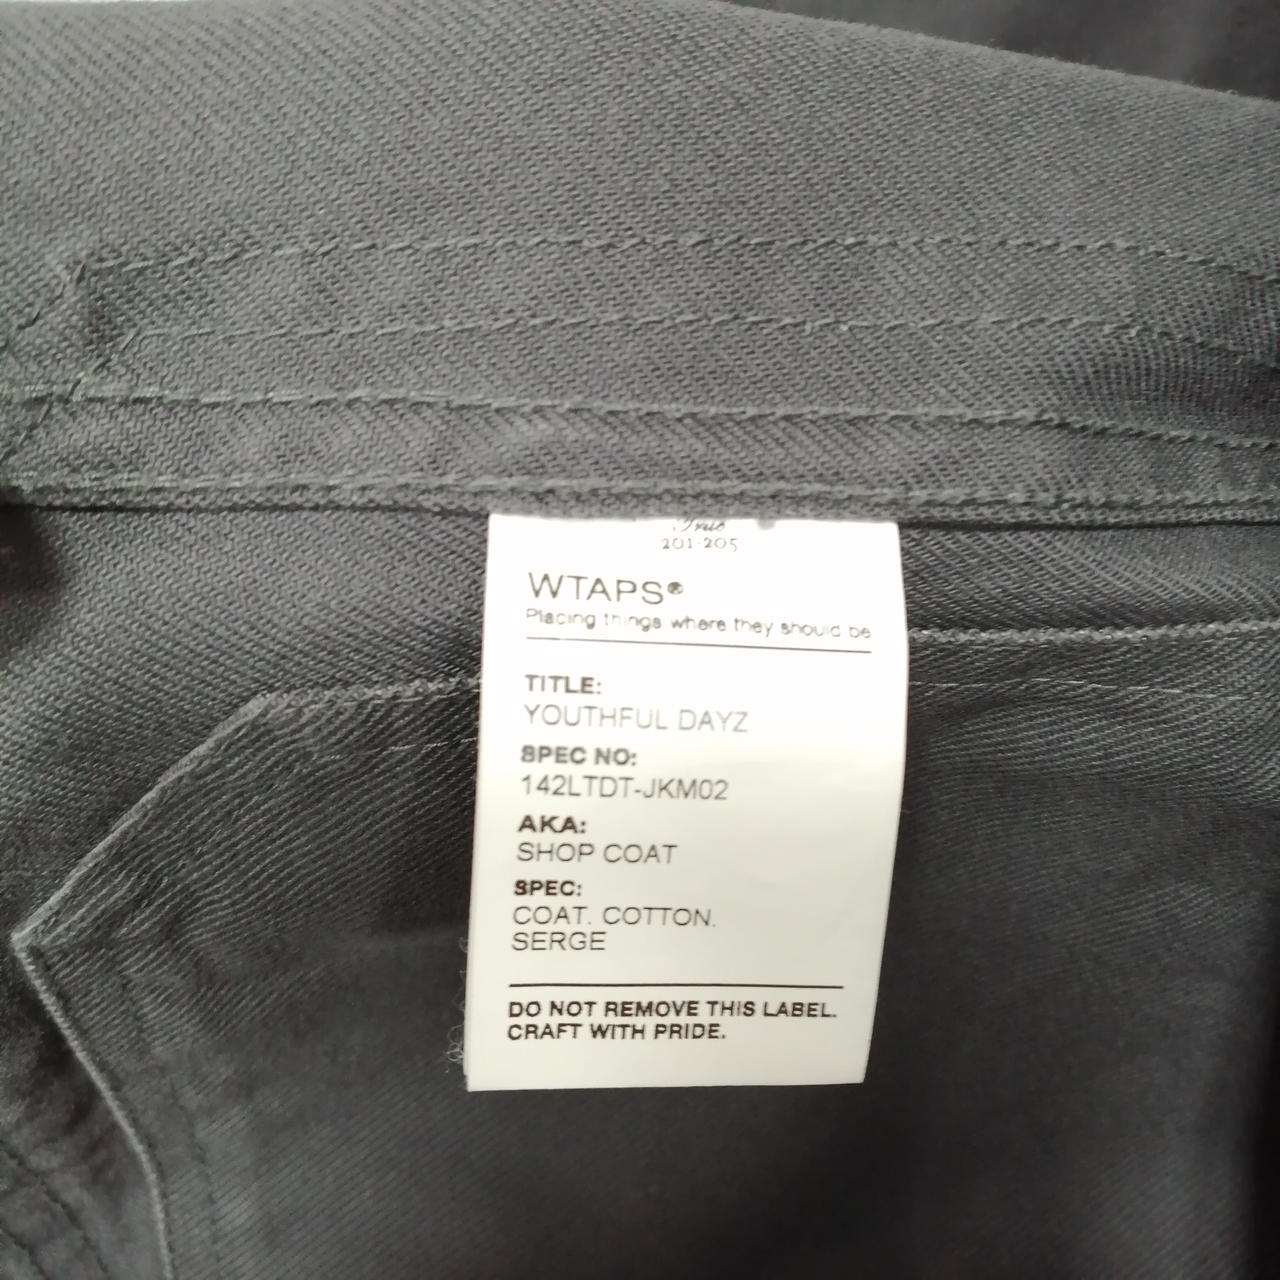 True
201-205
WTAPS®
Placing things where they should be
TITLE:
YOUTHFUL DAYZ
SPEC NO:
142LTDT-JKM02
AKA:
SHOP COAT
SPEC:
COAT. COTTON.
SERGE
DO NOT REMOVE THIS LABEL.
CRAFT WITH PRIDE.